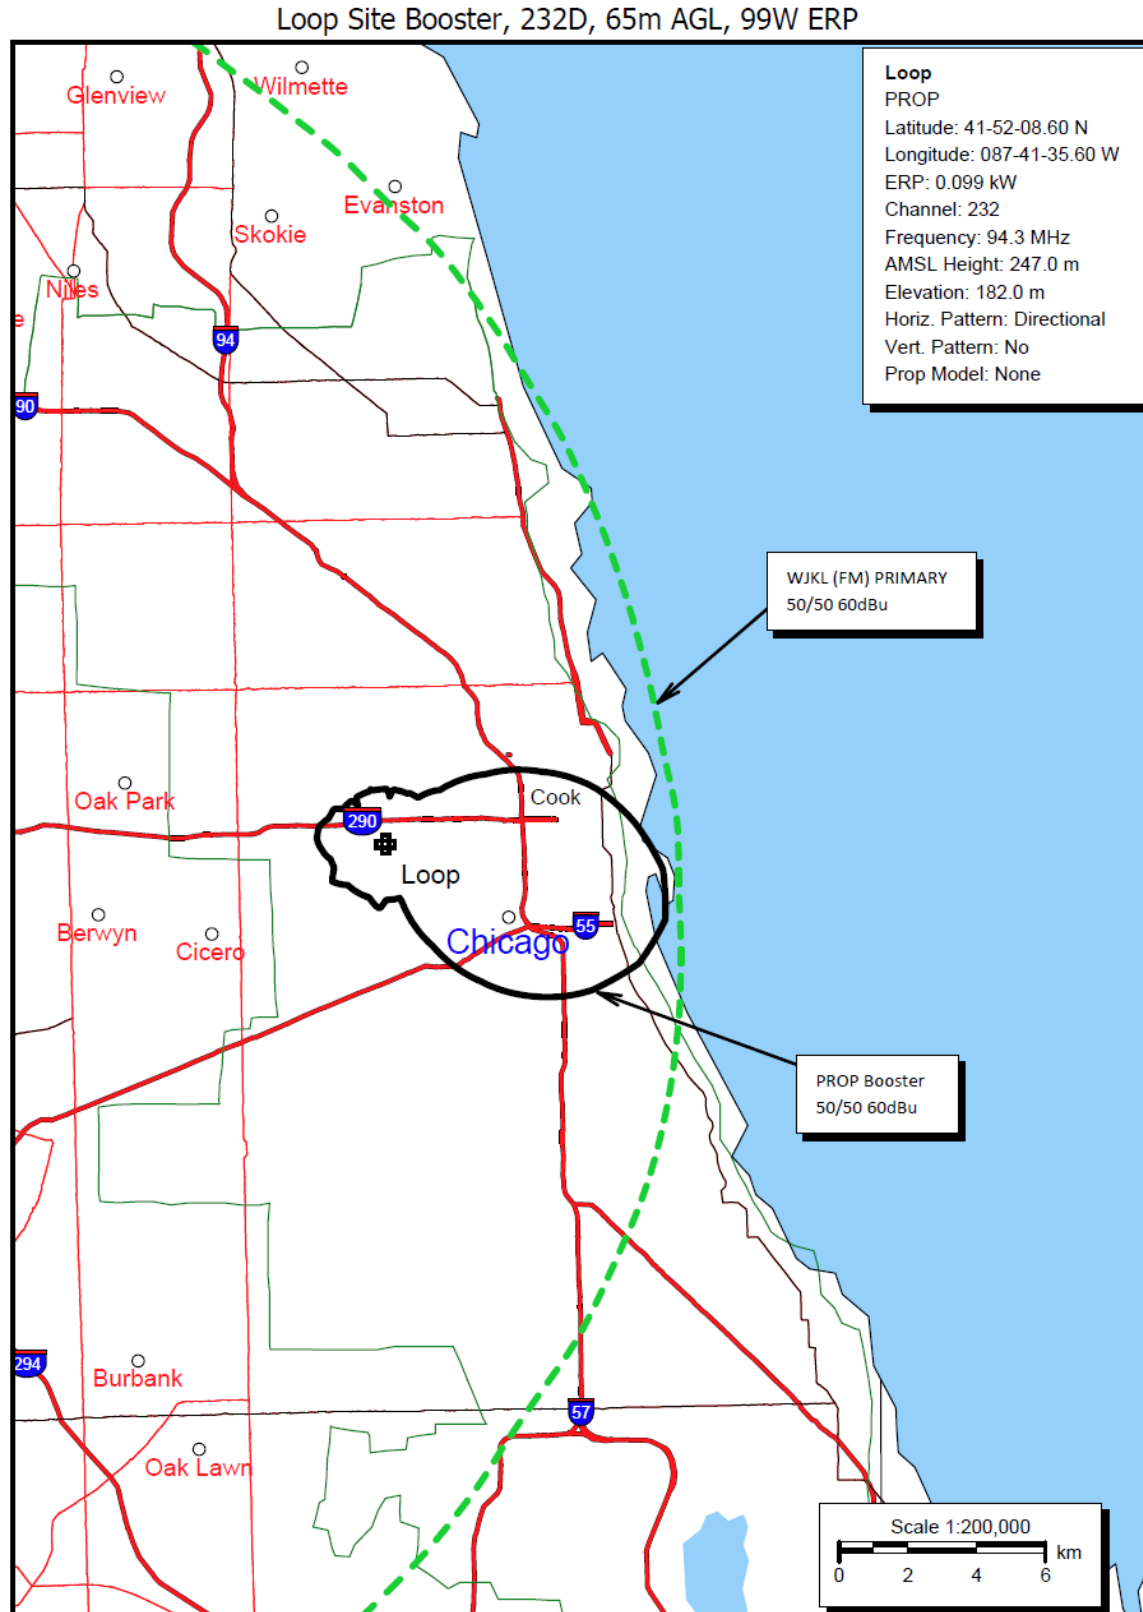 Loop Site Booster, 232D, 65m AGL, 99W ERP
Loop
PROP
Latitude: 41-52-08.60 N
Longitude: 087-41-35.60 W
ERP: 0.099 kW
Channel: 232
Frequency: 94.3 MHz
AMSL Height: 247.0 m
Elevation: 182.0 m
Horiz. Pattern: Directional
Vert. Pattern: No
Prop Model: None
Glenview
Wilmette
Evanston
Skokie
Niles
e
94
90
WJKL (FM) PRIMARY
50/50 60dBu
Oak Park
Cook
290
Loop
Berwyn
Cicero
Chicago
55
PROP Booster
50/50 60dBu
294
Burbank
57
Oak Lawn
Scale 1:200,000
km
0 2 4 6